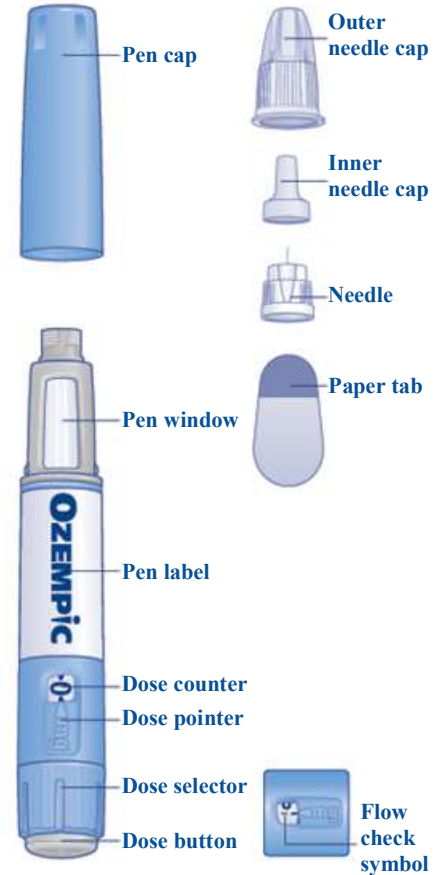 Pen cap
Outer
needle cap
Inner
needle cap
Needle
Paper tab
Pen window
OZEMPIC
Pen label
0
Dose counter
Dose pointer
Dose selector
Dose button
Flow
check
symbol